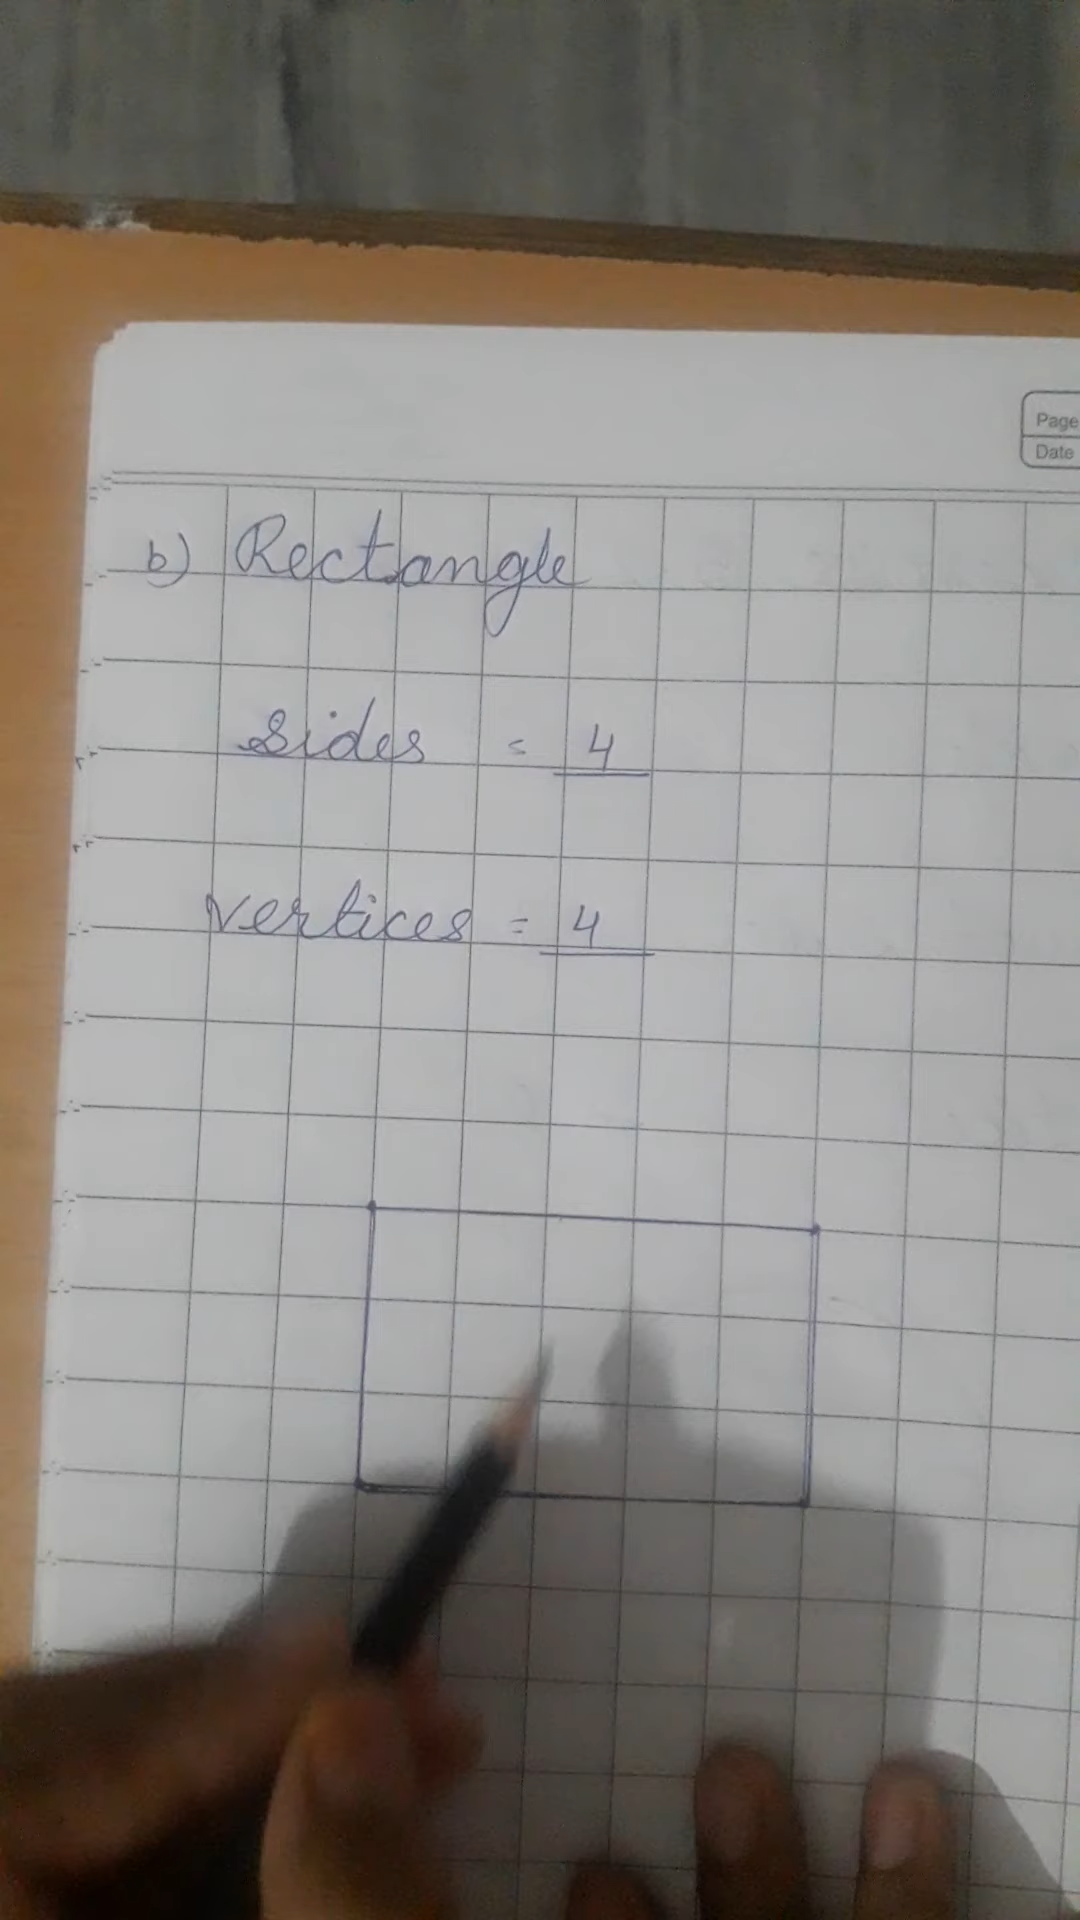 Page
Date
b) Rectangle
sides = 4
vertices = 4